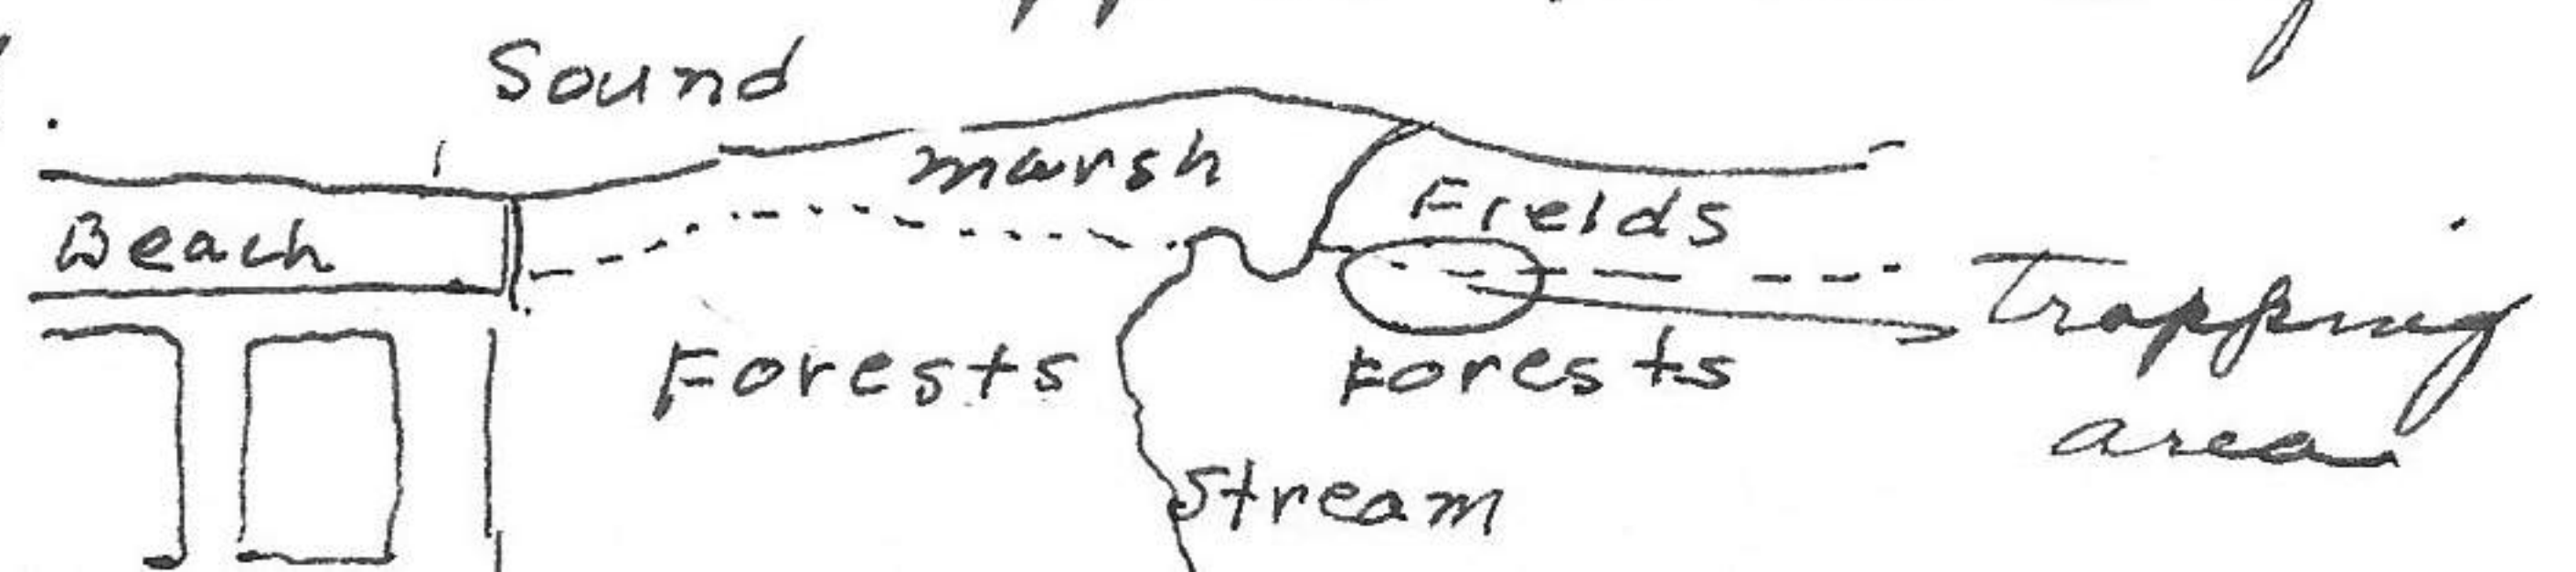 Sound
marsh
Fields
Beach
Trapping
area
Forests
Forests
Stream